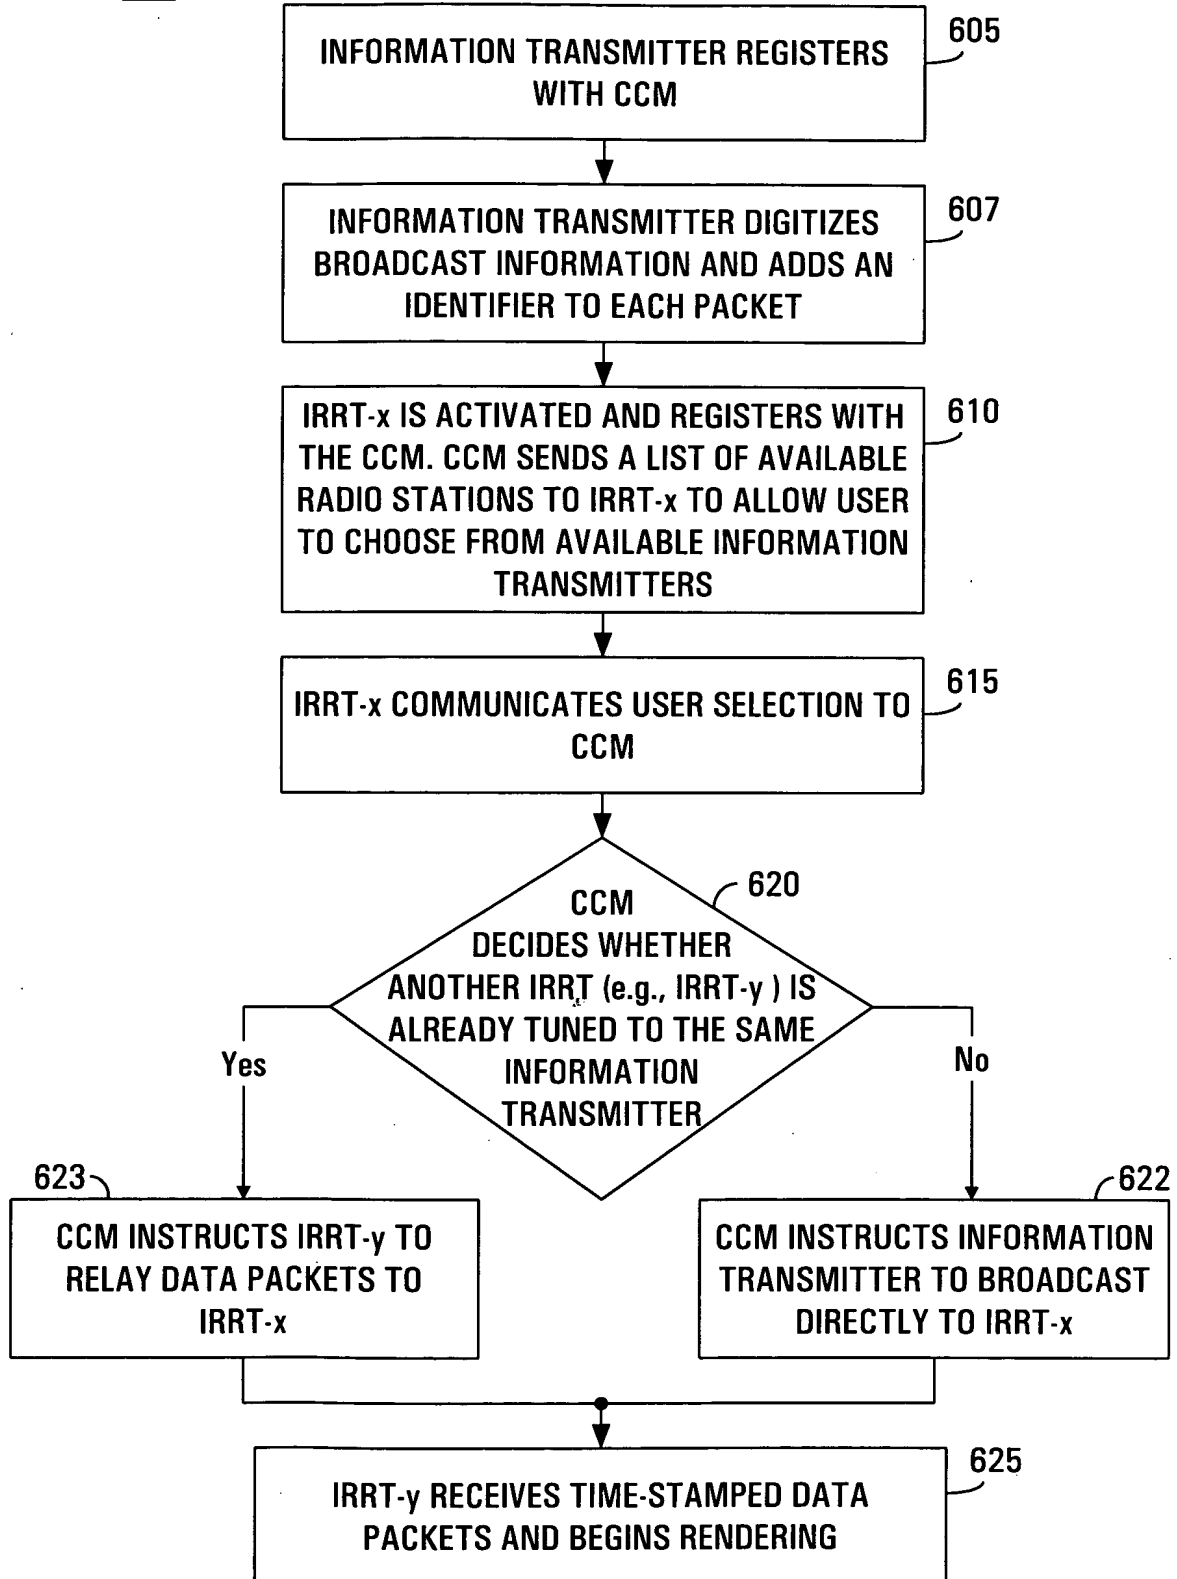 INFORMATION TRANSMITTER REGISTERS
WITH CCM
605
INFORMATION TRANSMITTER DIGITIZES
BROADCAST INFORMATION AND ADDS AN
IDENTIFIER TO EACH PACKET
607
IRRT-x IS ACTIVATED AND REGISTERS WITH
THE CCM. CCM SENDS A LIST OF AVAILABLE
RADIO STATIONS TO IRRT-x TO ALLOW USER
TO CHOOSE FROM AVAILABLE INFORMATION
TRANSMITTERS
610
IRRT-x COMMUNICATES USER SELECTION TO
CCM
615
CCM
DECIDES WHETHER
ANOTHER IRRT (e.g., IRRT-y ) IS
ALREADY TUNED TO THE SAME
INFORMATION
TRANSMITTER
620
Yes
No
623
CCM INSTRUCTS IRRT-y TO
RELAY DATA PACKETS TO
IRRT-x
622
CCM INSTRUCTS INFORMATION
TRANSMITTER TO BROADCAST
DIRECTLY TO IRRT-x
IRRT-y RECEIVES TIME-STAMPED DATA
PACKETS AND BEGINS RENDERING
625